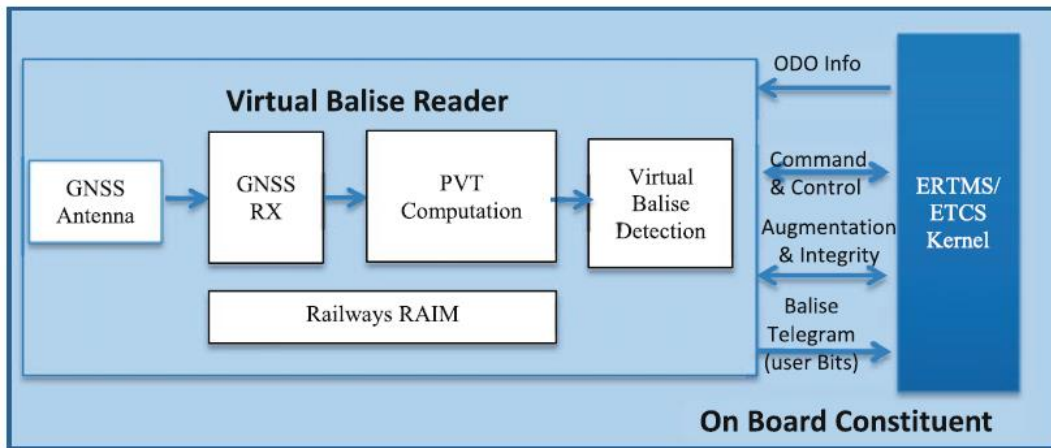 ODO Info
Virtual Balise Reader
GNSS
Antenna
GNSS
RX
PVT
Computation
Virtual
Balise
Detection
Railways RAIM
Command
& Control
Augmentation
& Integrity
Balise
Telegram
(user Bits)
ERTMS/
ETCS
Kernel
On Board Constituent